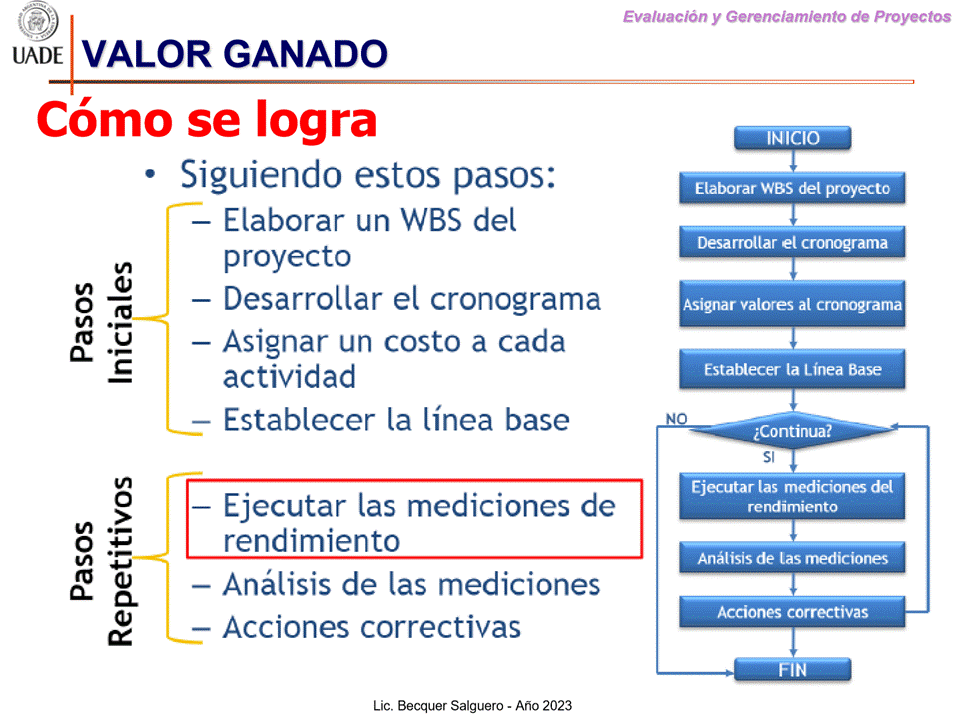 Evaluación y Gerenciamiento de Proyectos
UADE
VALOR GANADO
Cómo se logra
• Siguiendo estos pasos:
Pasos
Iniciales
– Elaborar un WBS del
proyecto
– Desarrollar el cronograma
– Asignar un costo a cada
actividad
– Establecer la línea base
Pasos
Repetitivos
– Ejecutar las mediciones de
rendimiento
– Análisis de las mediciones
– Acciones correctivas
INICIO
Elaborar WBS del proyecto
Desarrollar el cronograma
Asignar valores al cronograma
Establecer la Línea Base
NO
¿Continua?
SI
Ejecutar las mediciones del
rendimiento
Análisis de las mediciones
Acciones correctivas
FIN
Lic. Becquer Salguero - Año 2023